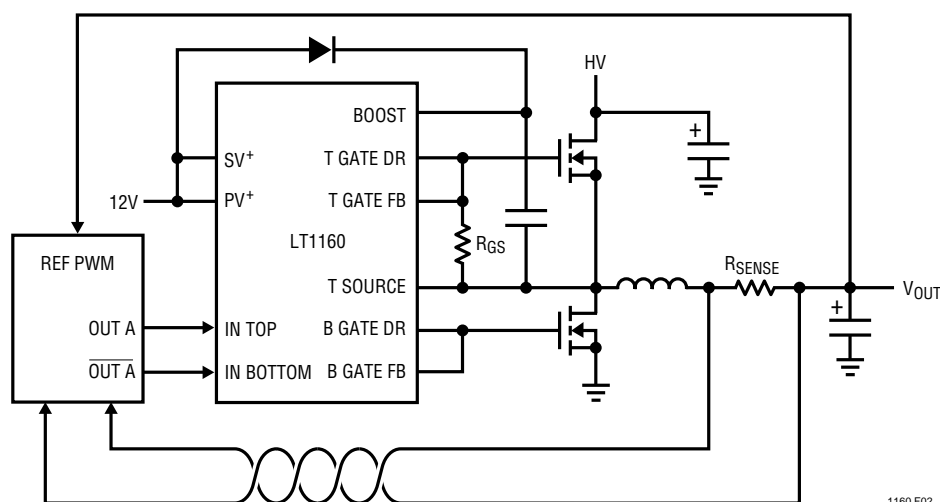 HV
+
BOOST
SV+
T GATE DR
12V
PV+
T GATE FB
LT1160
RGS
REF PWM
T SOURCE
RSENSE
VOUT
+
OUT A
IN TOP
B GATE DR
OUT A
IN BOTTOM
B GATE FB
1160 F02